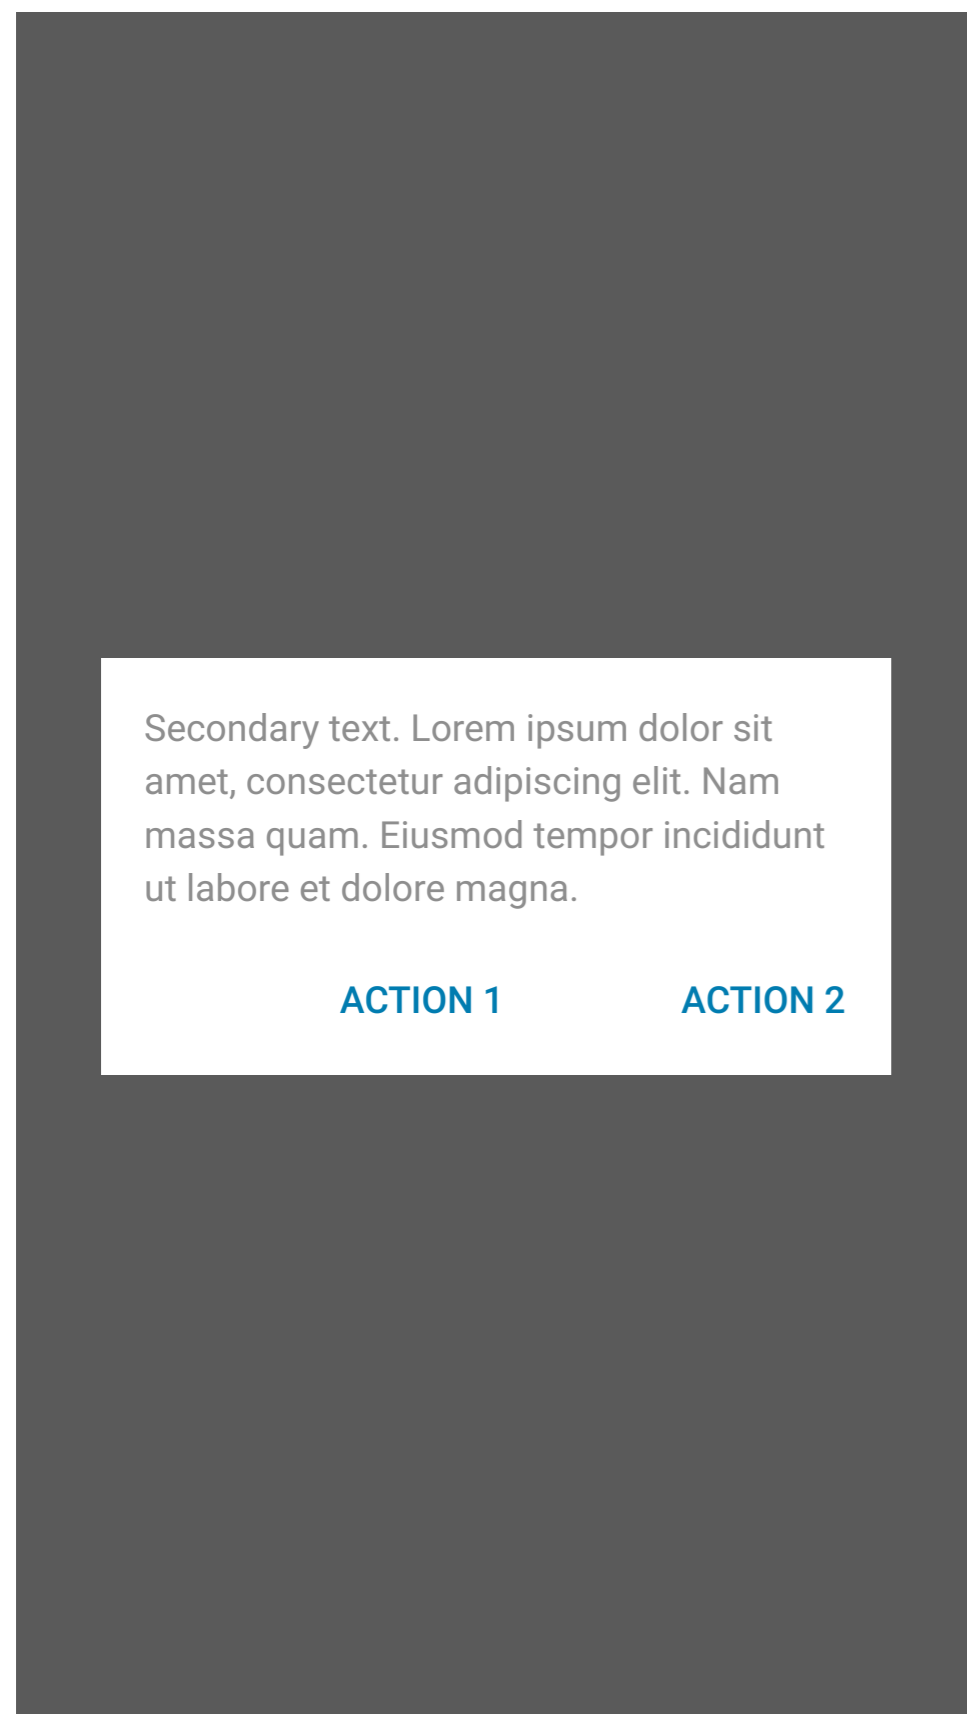 Secondary text. Lorem ipsum dolor sit
amet, consectetur adipiscing elit. Nam
massa quam. Eiusmod tempor incididunt
ut labore et dolore magna.
ACTION 1 ACTION 2